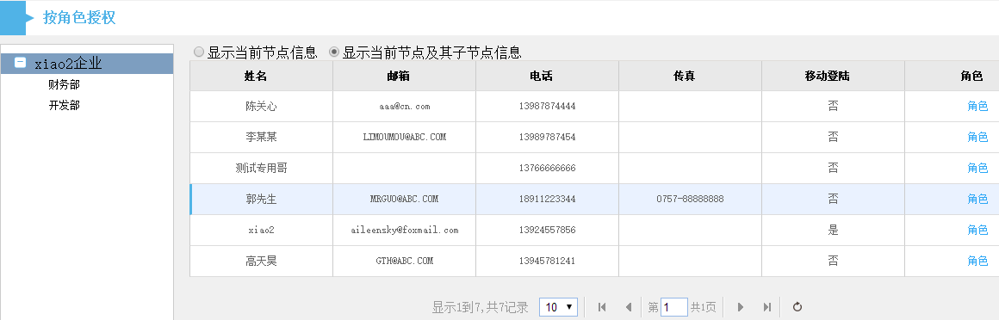 按角色授权
显示当前节点信息 显示当前节点及其子节点信息
xiao2企业
财务部
开发部
姓名 邮箱 电话 传真 移动登陆 角色
陈关心 aaa@cn.com 13987874444 否 角色
李某某 LIMOUMOU@ABC.COM 13989787454 否 角色
测试专用哥 13766666666 否 角色
郭先生 MRGUO@ABC.COM 18911223344 0757-88888888 否 角色
xiao2 aileensky@foxmail.com 13924557856 是 角色
高天昊 GTH@ABC.COM 13945781241 否 角色
显示1到7,共7记录 10 第 1 共1页